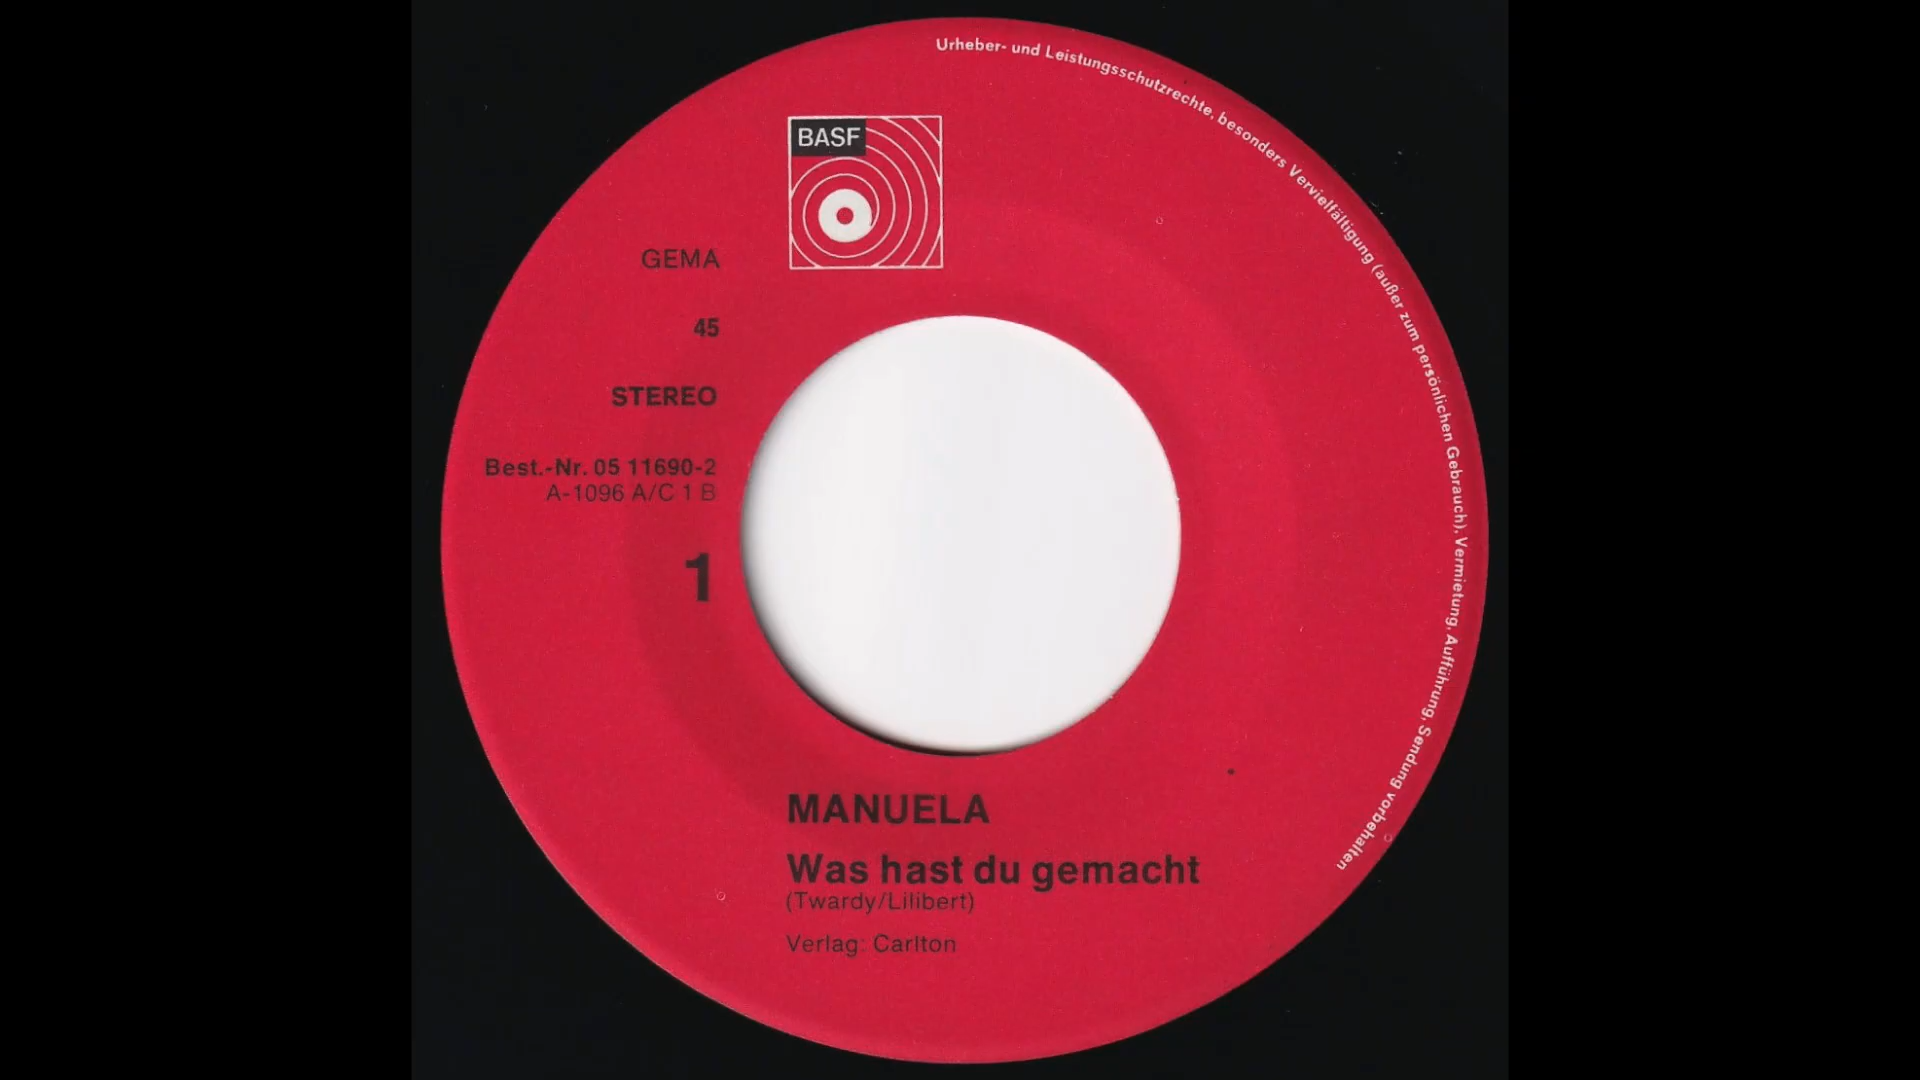 Urheber- und Leistungsschutzrechte, besonders Vervielfältigung (außer zum persönlichen Gebrauch), Vermietung, Aufführung, Sendung vorbehalten
BASF
GEMA
45
STEREO
Best.-Nr. 05 11690-2
A-1096 A/C 1 B
1
MANUELA
Was hast du gemacht
(Twardy/Lilibert)
Verlag: Carlton